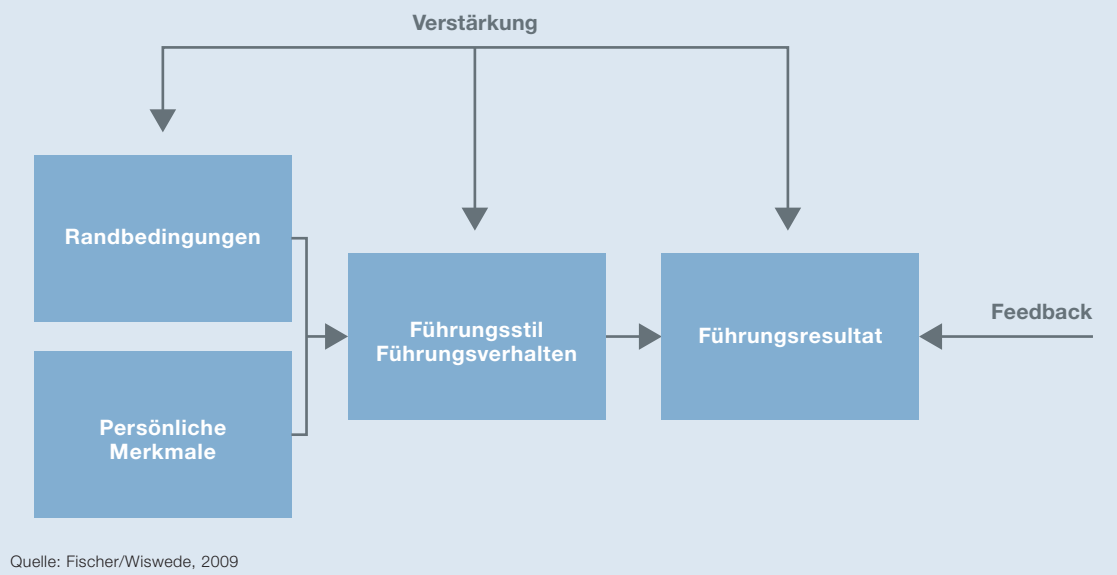 Verstärkung
Randbedingungen
Persönliche
Merkmale
Führungsstil
Führungsverhalten
Führungsresultat
Feedback
Quelle: Fischer/Wiswede, 2009